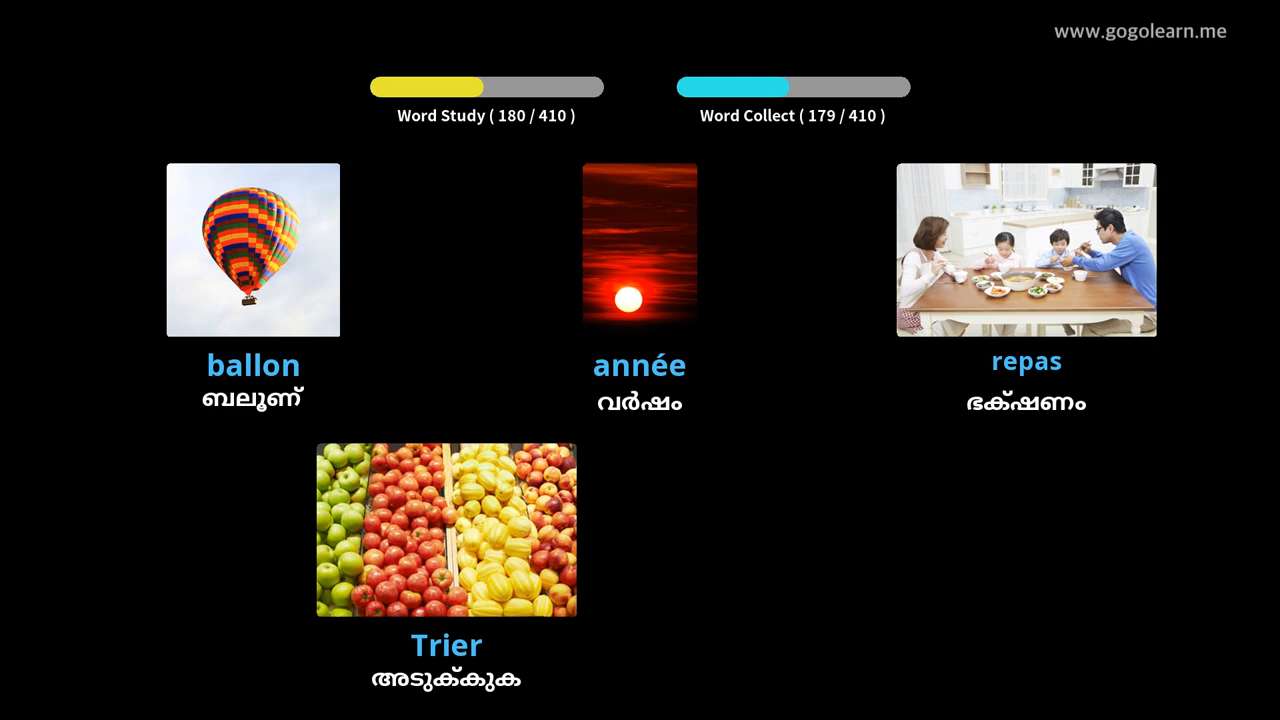 www.gogolearn.me
Word Study ( 180 / 410 )
Word Collect ( 179 / 410 )
ballon
ബലൂണ്
année
വർഷം
repas
ഭക്ഷണം
Trier
അടുക്കുക